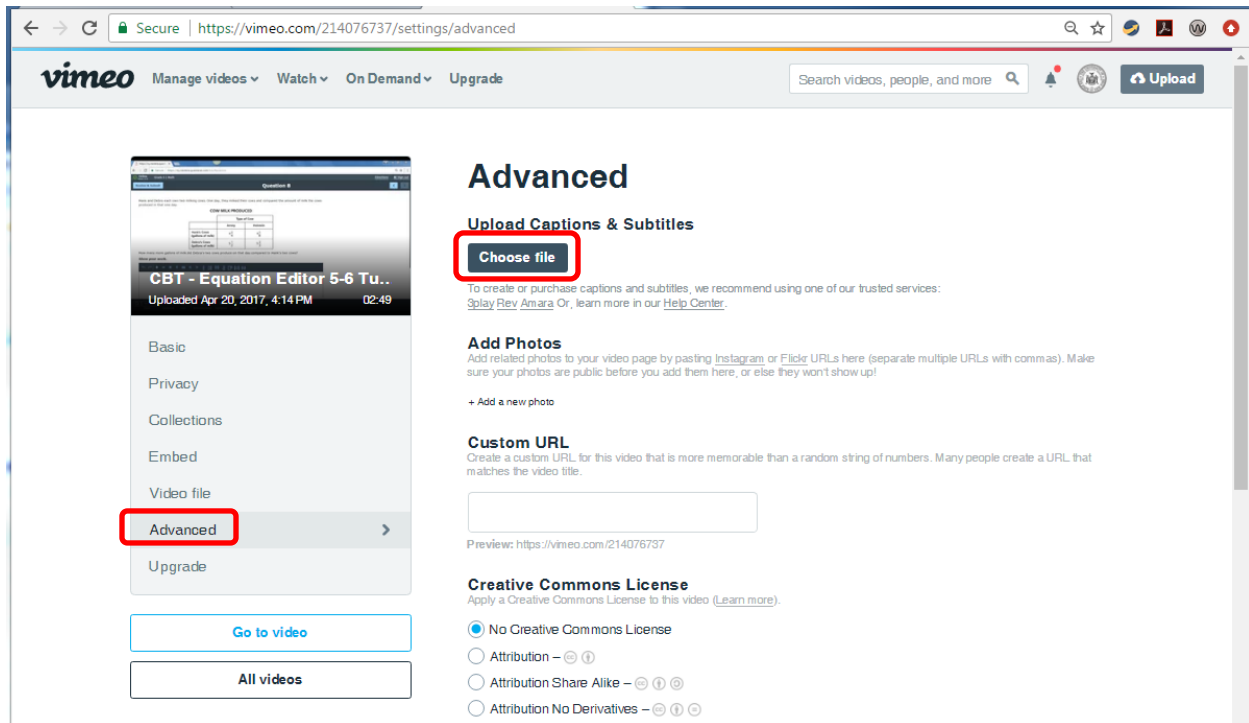 Secure | https://vimeo.com/214076737/settings/advanced
vimeo Manage videos Watch On Demand Upgrade Search videos, people, and more Upload
Question 5
COW MILK PRODUCED
CBT - Equation Editor 5-6 Tu..
Uploaded Apr 20, 2017, 4:14 PM 02:49
Basic
Privacy
Collections
Embed
Video file
Advanced
Upgrade
Go to video
All videos
Advanced
Upload Captions & Subtitles
Choose file
To create or purchase captions and subtitles, we recommend using one of our trusted services:
3play Rev Amara Or, learn more in our Help Center.
Add Photos
Add related photos to your video page by pasting Instagram or Flickr URLs here (separate multiple URLs with commas). Make
sure your photos are public before you add them here, or else they won't show up!
+ Add a new photo
Custom URL
Create a custom URL for this video that is more memorable than a random string of numbers. Many people create a URL that
matches the video title.
Preview: https://vimeo.com/214076737
Creative Commons License
Apply a Creative Commons License to this video (Learn more).
No Creative Commons License
Attribution –
Attribution Share Alike –
Attribution No Derivatives –